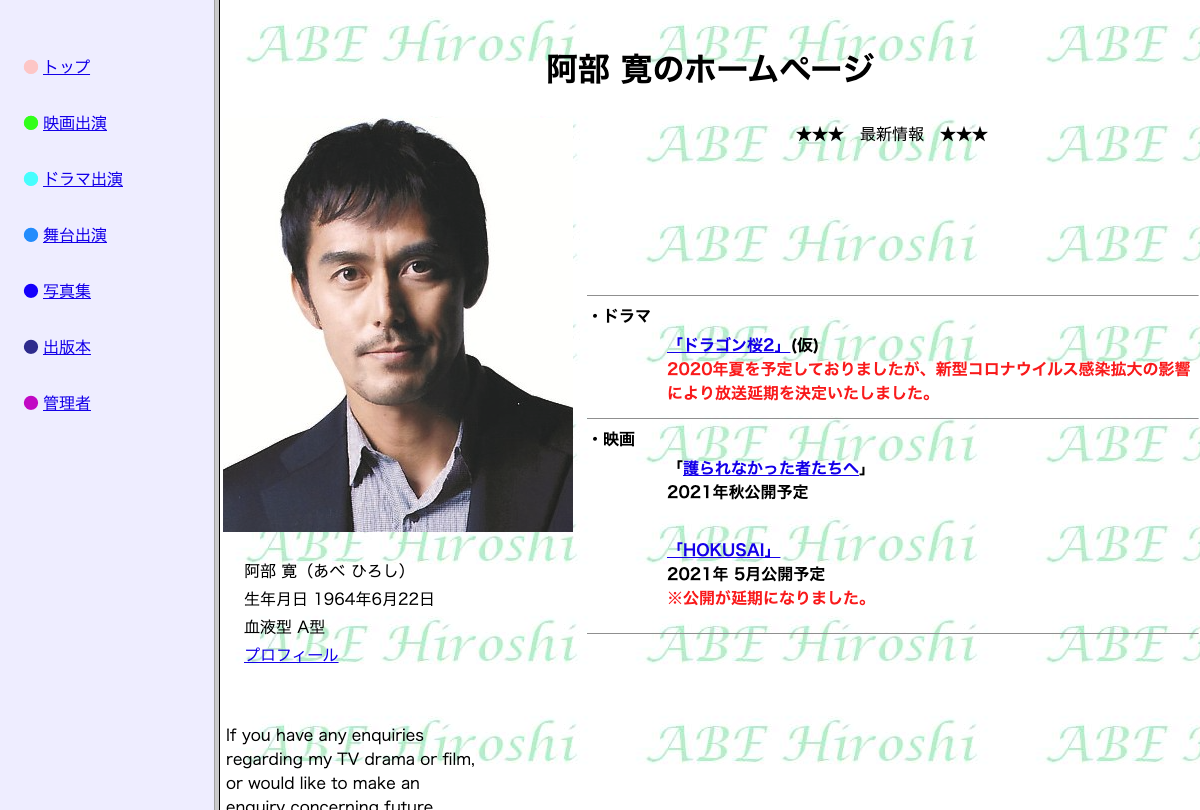 トップ
映画出演
ドラマ出演
舞台出演
写真集
出版本
管理者
阿部 寛のホームページ
★★★　最新情報　★★★
・ドラマ
「ドラゴン桜2」(仮)
2020年夏を予定しておりましたが、新型コロナウイルス感染拡大の影響
により放送延期を決定いたしました。
・映画
「護られなかった者たちへ」
2021年秋公開予定
「HOKUSAI」
2021年 5月公開予定
※公開が延期になりました。
阿部 寛（あべ ひろし）
生年月日 1964年6月22日
血液型 A型
プロフィール
If you have any enquiries
regarding my TV drama or film,
or would like to make an
enquiry concerning future
ABE Hiroshi